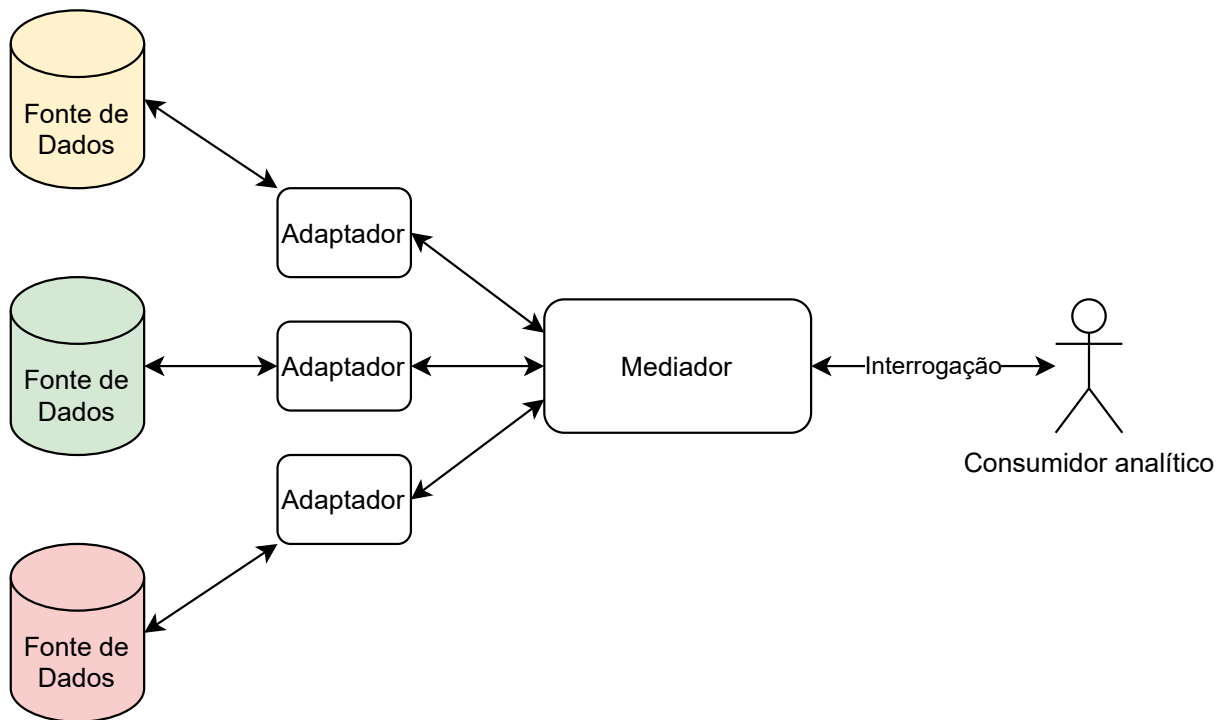 Fonte de
Dados
Adaptador
Fonte de
Dados
Adaptador
Mediador
Interrogação
Consumidor analítico
Adaptador
Fonte de
Dados